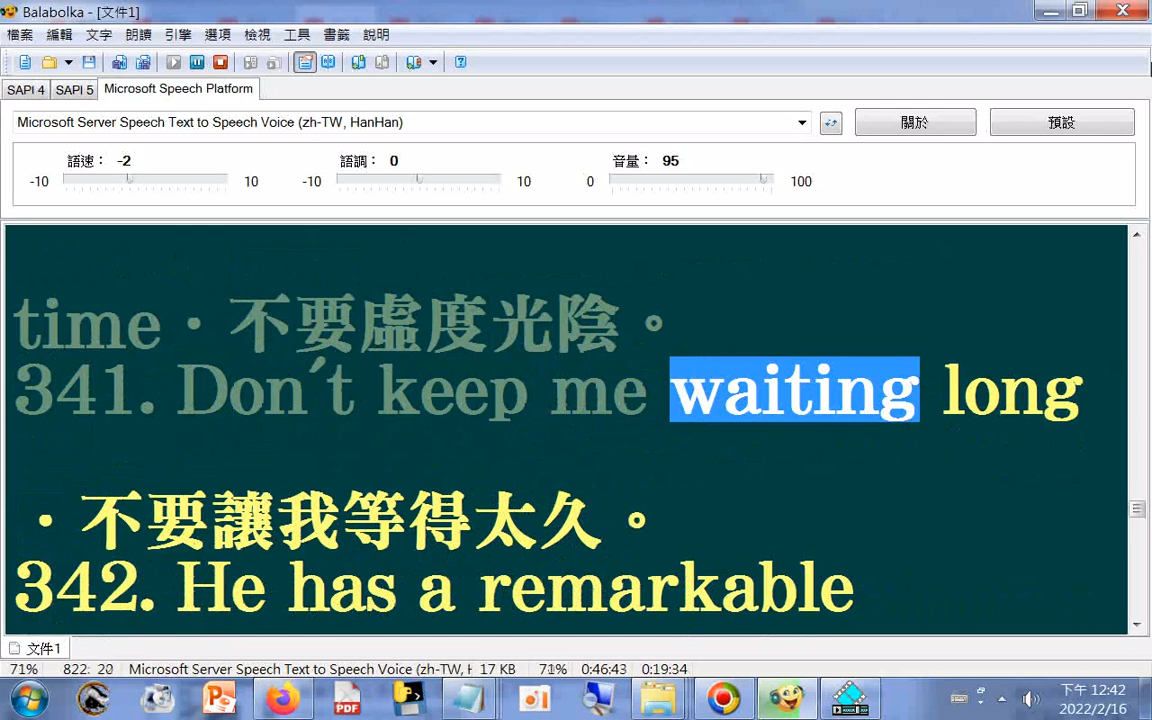 Balabolka - [文件1]
檔案 編輯 文字 朗讀 引擎 選項 檢視 工具 書籤 說明
SAPI 4 SAPI 5 Microsoft Speech Platform
Microsoft Server Speech Text to Speech Voice (zh-TW, HanHan) 關於 預設
語速： -2 語調： 0 音量： 95
-10 10 -10 10 0 100
time．不要虛度光陰。
341. Don′t keep me waiting long
．不要讓我等得太久。
342. He has a remarkable
文件1
71% 822: 20 Microsoft Server Speech Text to Speech Voice (zh-TW, H 17 KB 71% 0:46:43 0:19:34
下午 12:42
2022/2/16